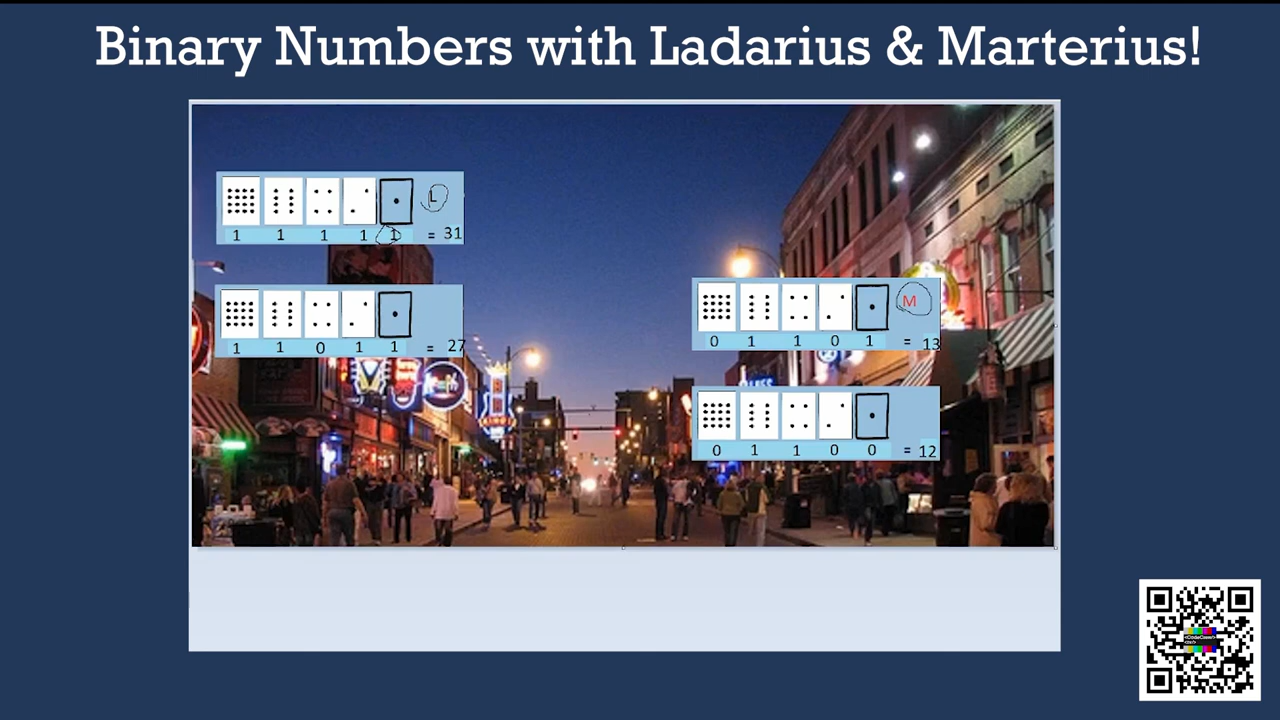 Binary Numbers with Ladarius & Marterius!
L
1 1 1 1 1 = 31
1 1 0 1 1 = 27
M
0 1 1 0 1 = 13
0 1 1 0 0 = 12